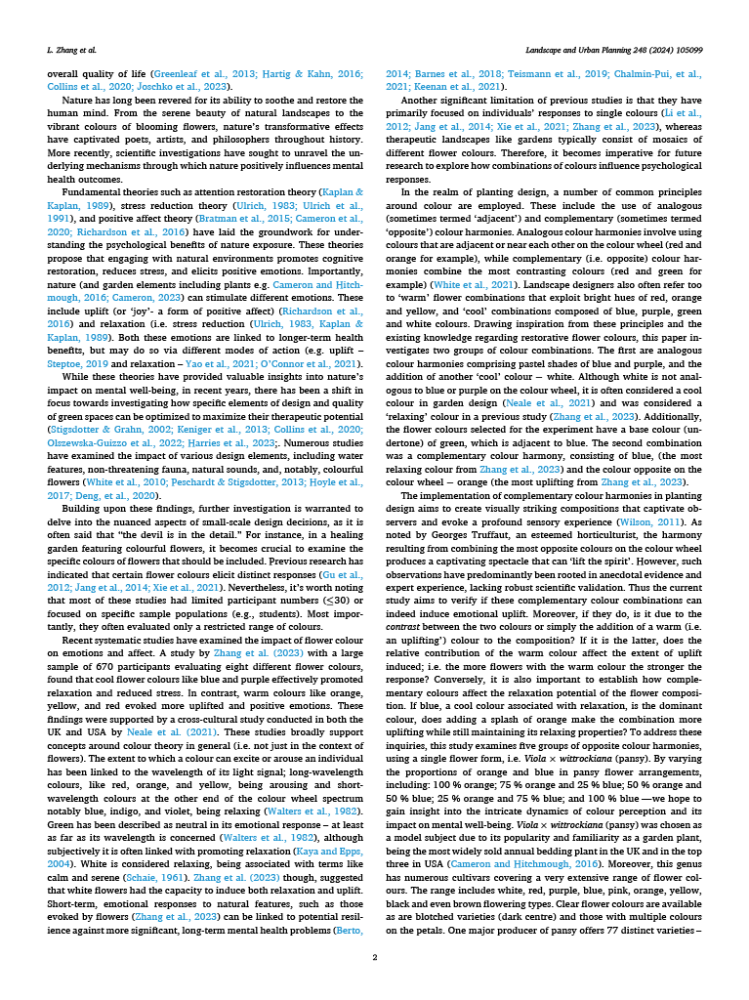 L. Zhang et al.
Landscape and Urban Planning 248 (2024) 105099
overall quality of life (Greenleaf et al., 2013; Hartig & Kahn, 2016;
Collins et al., 2020; Joschko et al., 2023).
Nature has long been revered for its ability to soothe and restore the
human mind. From the serene beauty of natural landscapes to the
vibrant colours of blooming flowers, nature's transformative effects
have captivated poets, artists, and philosophers throughout history.
More recently, scientific investigations have sought to unravel the un-
derlying mechanisms through which nature positively influences mental
health outcomes.
Fundamental theories such as attention restoration theory (Kaplan &
Kaplan, 1989), stress reduction theory (Ulrich, 1983; Ulrich et al.,
1991), and positive affect theory (Bratman et al., 2015; Cameron et al.,
2020; Richardson et al., 2016) have laid the groundwork for under-
standing the psychological benefits of nature exposure. These theories
propose that engaging with natural environments promotes cognitive
restoration, reduces stress, and elicits positive emotions. Importantly,
nature (and garden elements including plants e.g. Cameron and Hitch-
mough, 2016; Cameron, 2023) can stimulate different emotions. These
include uplift (or 'joy'- a form of positive affect) (Richardson et al.,
2016) and relaxation (i.e. stress reduction (Ulrich, 1983, Kaplan &
Kaplan, 1989). Both these emotions are linked to longer-term health
benefits, but may do so via different modes of action (e.g. uplift –
Steptoe, 2019 and relaxation – Yao et al., 2021; O'Connor et al., 2021).
While these theories have provided valuable insights into nature's
impact on mental well-being, in recent years, there has been a shift in
focus towards investigating how specific elements of design and quality
of green spaces can be optimized to maximize their therapeutic potential
(Stigsdotter & Grahn, 2002; Keniger et al., 2013; Collins et al., 2020;
Olszewska-Guizzo et al., 2022; Harries et al., 2023;. Numerous studies
have examined the impact of various design elements, including water
features, non-threatening fauna, natural sounds, and, notably, colourful
flowers (White et al., 2010; Peschardt & Stigsdotter, 2013; Hoyle et al.,
2017; Deng, et al., 2020).
Building upon these findings, further investigation is warranted to
delve into the nuanced aspects of small-scale design decisions, as it is
often said that "the devil is in the detail." For instance, in a healing
garden featuring colourful flowers, it becomes crucial to examine the
specific colours of flowers that should be included. Previous research has
indicated that certain flower colours elicit distinct responses (Gu et al.,
2012; Jang et al., 2014; Xie et al., 2021). Nevertheless, it's worth noting
that most of these studies had limited participant numbers (≤30) or
focused on specific sample populations (e.g., students). Most impor-
tantly, they often evaluated only a restricted range of colours.
Recent systematic studies have examined the impact of flower colour
on emotions and affect. A study by Zhang et al. (2023) with a large
sample of 670 participants evaluating eight different flower colours,
found that cool flower colours like blue and purple effectively promoted
relaxation and reduced stress. In contrast, warm colours like orange,
yellow, and red evoked more uplifted and positive emotions. These
findings were supported by a cross-cultural study conducted in both the
UK and USA by Neale et al. (2021). These studies broadly support
concepts around colour theory in general (i.e. not just in the context of
flowers). The extent to which a colour can excite or arouse an individual
has been linked to the wavelength of its light signal; long-wavelength
colours, like red, orange, and yellow, being arousing and short-
wavelength colours at the other end of the colour wheel spectrum
notably blue, indigo, and violet, being relaxing (Walters et al., 1982).
Green has been described as neutral in its emotional response – at least
as far as its wavelength is concerned (Walters et al., 1982), although
subjectively it is often linked with promoting relaxation (Kaya and Epps,
2004). White is considered relaxing, being associated with terms like
calm and serene (Schaie, 1961). Zhang et al. (2023) though, suggested
that white flowers had the capacity to induce both relaxation and uplift.
Short-term, emotional responses to natural features, such as those
evoked by flowers (Zhang et al., 2023) can be linked to potential resil-
ience against more significant, long-term mental health problems (Berto,
2014; Barnes et al., 2018; Teismann et al., 2019; Chalmin-Pui, et al.,
2021; Keenan et al., 2021).
Another significant limitation of previous studies is that they have
primarily focused on individuals' responses to single colours (Li et al.,
2012; Jang et al., 2014; Xie et al., 2021; Zhang et al., 2023), whereas
therapeutic landscapes like gardens typically consist of mosaics of
different flower colours. Therefore, it becomes imperative for future
research to explore how combinations of colours influence psychological
responses.
In the realm of planting design, a number of common principles
around colour are employed. These include the use of analogous
(sometimes termed 'adjacent') and complementary (sometimes termed
'opposite') colour harmonies. Analogous colour harmonies involve using
colours that are adjacent or near each other on the colour wheel (red and
orange for example), while complementary (i.e. opposite) colour har-
monies combine the most contrasting colours (red and green for
example) (White et al., 2021). Landscape designers also often refer too
to 'warm' flower combinations that exploit bright hues of red, orange
and yellow, and 'cool' combinations composed of blue, purple, green
and white colours. Drawing inspiration from these principles and the
existing knowledge regarding restorative flower colours, this paper in-
vestigates two groups of colour combinations. The first are analogous
colour harmonies comprising pastel shades of blue and purple, and the
addition of another 'cool' colour – white. Although white is not anal-
ogous to blue or purple on the colour wheel, it is often considered a cool
colour in garden design (Neale et al., 2021) and was considered a
'relaxing' colour in a previous study (Zhang et al., 2023). Additionally,
the flower colours selected for the experiment have a base colour (un-
dertone) of green, which is adjacent to blue. The second combination
was a complementary colour harmony, consisting of blue, (the most
relaxing colour from Zhang et al., 2023) and the colour opposite on the
colour wheel – orange (the most uplifting from Zhang et al., 2023).
The implementation of complementary colour harmonies in planting
design aims to create visually striking compositions that captivate ob-
servers and evoke a profound sensory experience (Wilson, 2011). As
noted by Georges Truffaut, an esteemed horticulturist, the harmony
resulting from combining the most opposite colours on the colour wheel
produces a captivating spectacle that can 'lift the spirit'. However, such
observations have predominantly been rooted in anecdotal evidence and
expert experience, lacking robust scientific validation. Thus the current
study aims to verify if these complementary colour combinations can
indeed induce emotional uplift. Moreover, if they do, is it due to the
contrast between the two colours or simply the addition of a warm (i.e.
an uplifting') colour to the composition? If it is the latter, does the
relative contribution of the warm colour affect the extent of uplift
induced; i.e. the more flowers with the warm colour the stronger the
response? Conversely, it is also important to establish how comple-
mentary colours affect the relaxation potential of the flower composi-
tion. If blue, a cool colour associated with relaxation, is the dominant
colour, does adding a splash of orange make the combination more
uplifting while still maintaining its relaxing properties? To address these
inquiries, this study examines five groups of opposite colour harmonies,
using a single flower form, i.e. Viola × wittrockiana (pansy). By varying
the proportions of orange and blue in pansy flower arrangements,
including: 100 % orange; 75 % orange and 25 % blue; 50 % orange and
50 % blue; 25 % orange and 75 % blue; and 100 % blue —we hope to
gain insight into the intricate dynamics of colour perception and its
impact on mental well-being. Viola × wittrockiana (pansy) was chosen as
a model subject due to its popularity and familiarity as a garden plant,
being the most widely sold annual bedding plant in the UK and in the top
three in USA (Cameron and Hitchmough, 2016). Moreover, this genus
has numerous cultivars covering a very extensive range of flower col-
ours. The range includes white, red, purple, blue, pink, orange, yellow,
black and even brown flowering types. Clear flower colours are available
as are blotched varieties (dark centre) and those with multiple colours
on the petals. One major producer of pansy offers 77 distinct varieties –
2